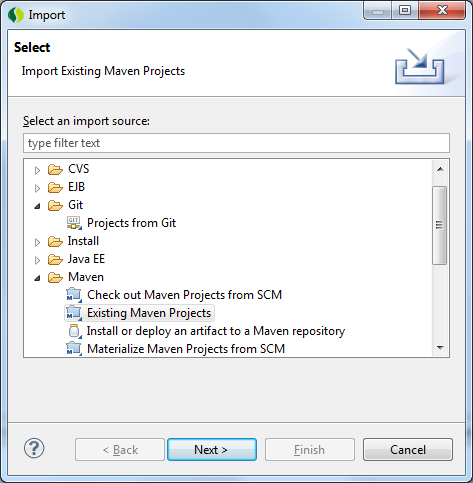 Import
Select
Import Existing Maven Projects
Select an import source:
type filter text
CVS
EJB
Git
Projects from Git
Install
Java EE
Maven
Check out Maven Projects from SCM
Existing Maven Projects
Install or deploy an artifact to a Maven repository
Materialize Maven Projects from SCM
< Back
Next >
Finish
Cancel